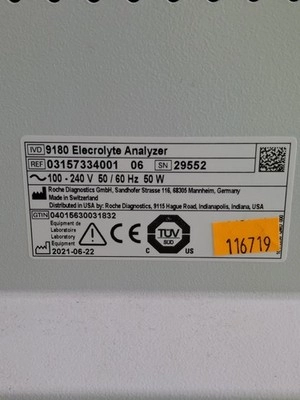 IVD 9180 Elecrolyte Analyzer
REF 03157334001 06 SN 29552
100 - 240 V 50 / 60 Hz 50 W
Roche Diagnostics GmbH, Sandhofer Strasse 116, 68305 Mannheim, Germany
Made in Switzerland
Distributed in USA by: Roche Diagnostics, 9115 Hague Road, Indianapolis, Indiana, USA
GTIN 04015630031832
Equipment de
Laboratoire
Laboratory
Equipment
2021-06-22
TÜV
SÜD
C US
116719